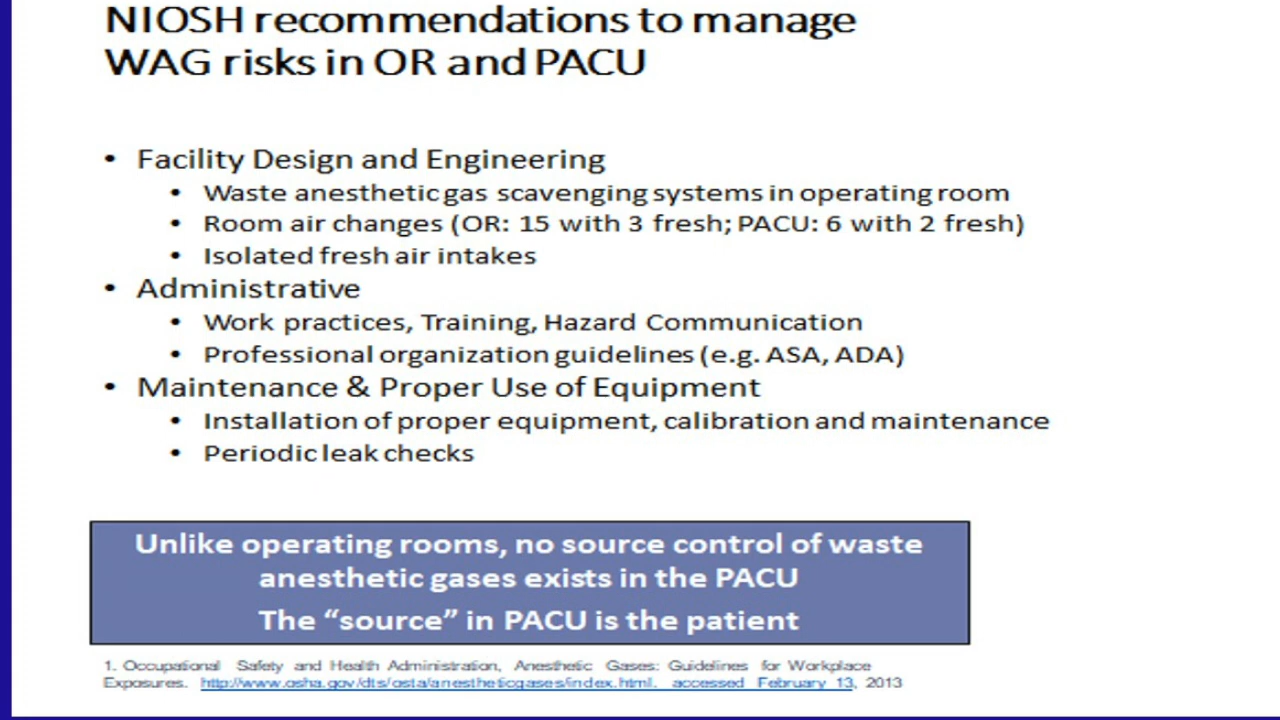 NIOSH recommendations to manage
WAG risks in OR and PACU
• Facility Design and Engineering
• Waste anesthetic gas scavenging systems in operating room
• Room air changes (OR: 15 with 3 fresh; PACU: 6 with 2 fresh)
• Isolated fresh air intakes
• Administrative
• Work practices, Training, Hazard Communication
• Professional organization guidelines (e.g. ASA, ADA)
• Maintenance & Proper Use of Equipment
• Installation of proper equipment, calibration and maintenance
• Periodic leak checks
Unlike operating rooms, no source control of waste
anesthetic gases exists in the PACU
The “source” in PACU is the patient
1. Occupational Safety and Health Administration, Anesthetic Gases: Guidelines for Workplace
Exposures. http://www.osha.gov/dts/osta/anestheticgases/index.html. accessed February 13, 2013